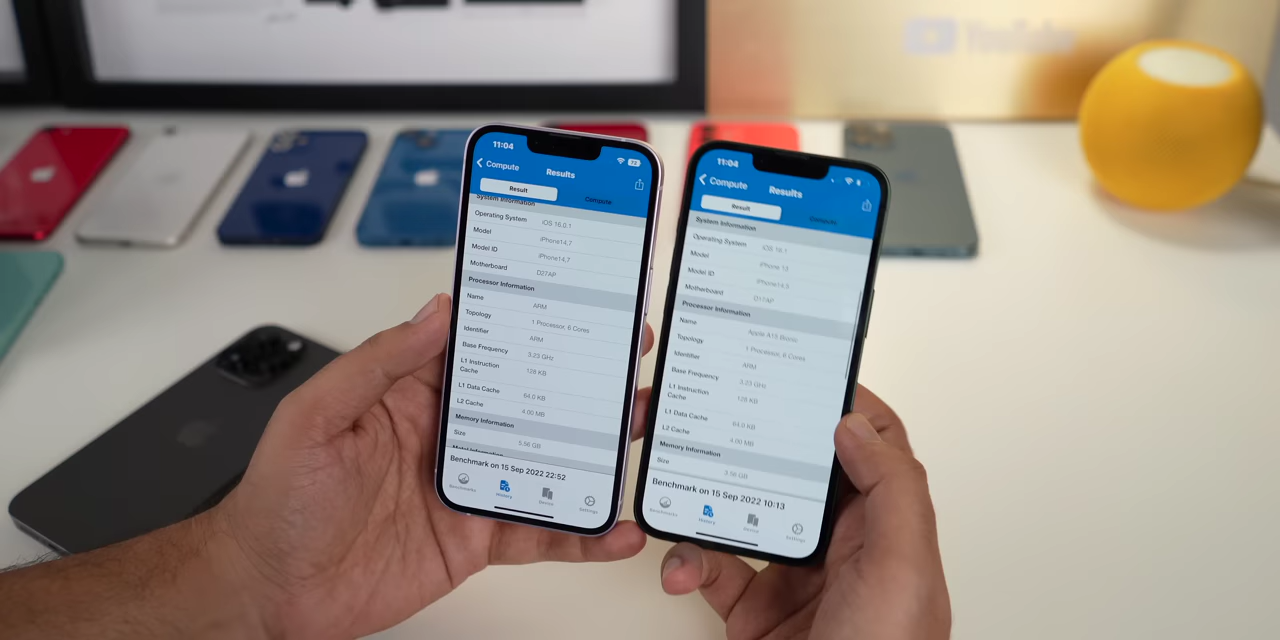 YouTube
11:04
72
Compute
Results
Result
Compute
System Information
Operating System iOS 16.0.1
Model iPhone14,7
Model ID iPhone14,7
Motherboard D27AP
Processor Information
Name ARM
Topology 1 Processor, 6 Cores
Identifier ARM
Base Frequency 3.23 GHz
L1 Instruction
Cache 128 KB
L1 Data Cache 64.0 KB
L2 Cache 4.00 MB
Memory Information
Size 5.56 GB
Benchmark on 15 Sep 2022 22:52
Benchmarks
History
Device
Settings
11:04
Compute
Results
Result
Compute
System Information
Operating System iOS 16.1
Model iPhone 13
Model ID iPhone14,5
Motherboard D17AP
Processor Information
Name Apple A15 Bionic
Topology 1 Processor, 6 Cores
Identifier ARM
Base Frequency 3.23 GHz
L1 Instruction
Cache 128 KB
L1 Data Cache 64.0 KB
L2 Cache 4.00 MB
Memory Information
Size 3.56 GB
Benchmark on 15 Sep 2022 10:13
Benchmarks
History
Device
Settings